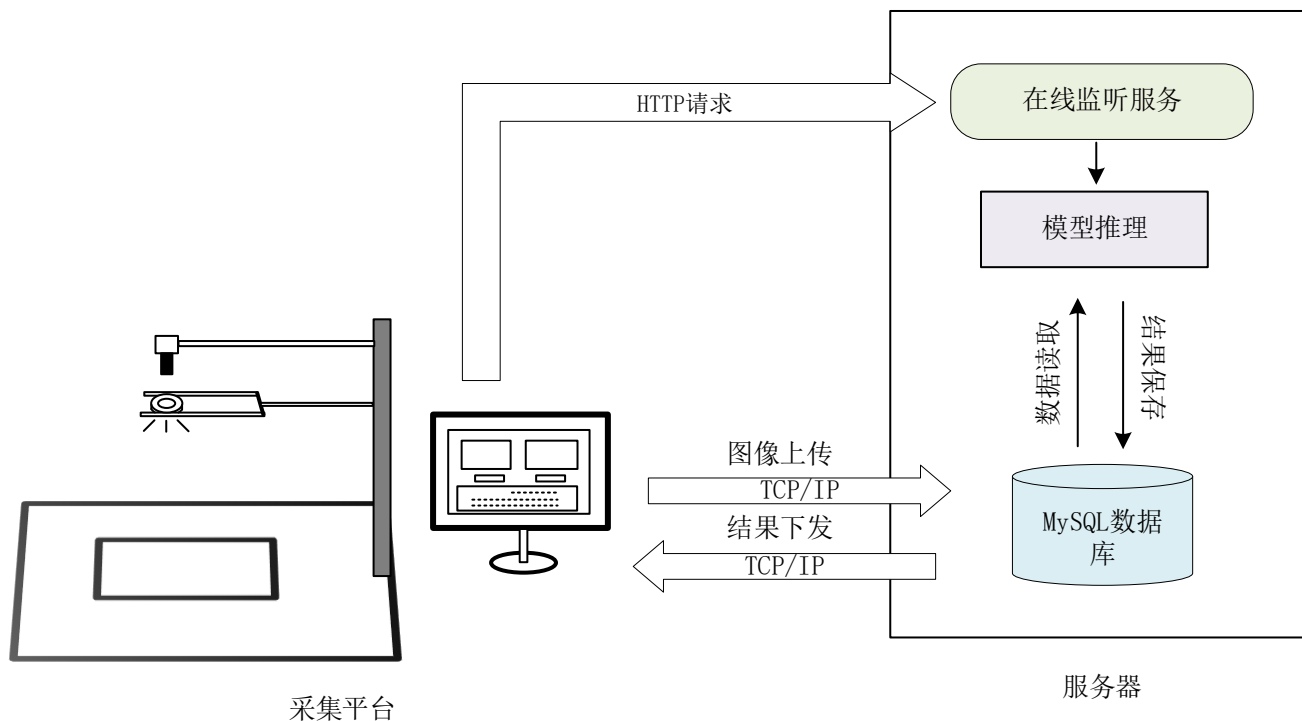 HTTP请求
在线监听服务
模型推理
数据读取
结果保存
图像上传
TCP/IP
结果下发
TCP/IP
MySQL数据
库
采集平台
服务器